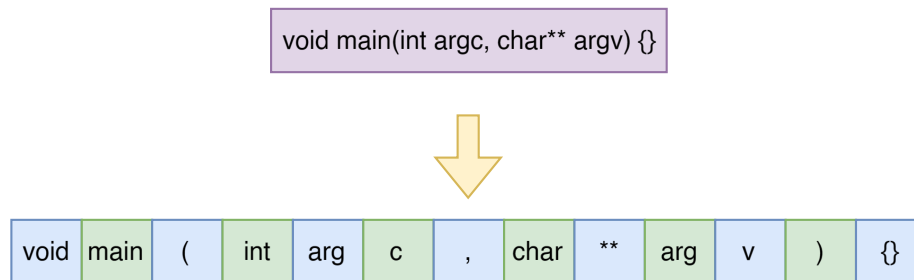 void main(int argc, char** argv) {}
void main ( int arg c , char ** arg v ) {}